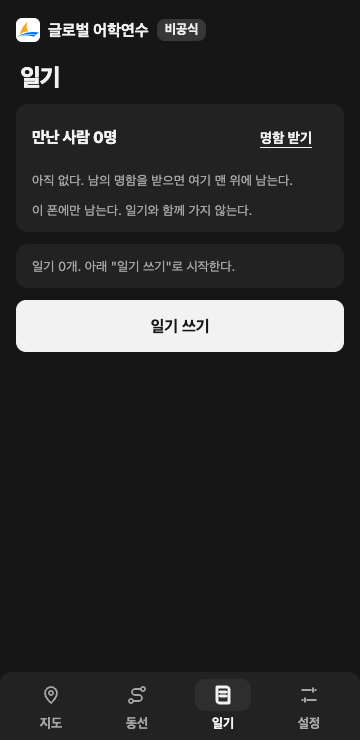 글로벌 어학연수 비공식
일기
만난 사람 0명 명함 받기
아직 없다. 남의 명함을 받으면 여기 맨 위에 남는다.
이 폰에만 남는다. 일기와 함께 가지 않는다.
일기 0개. 아래 "일기 쓰기"로 시작한다.
일기 쓰기
지도 동선 일기 설정